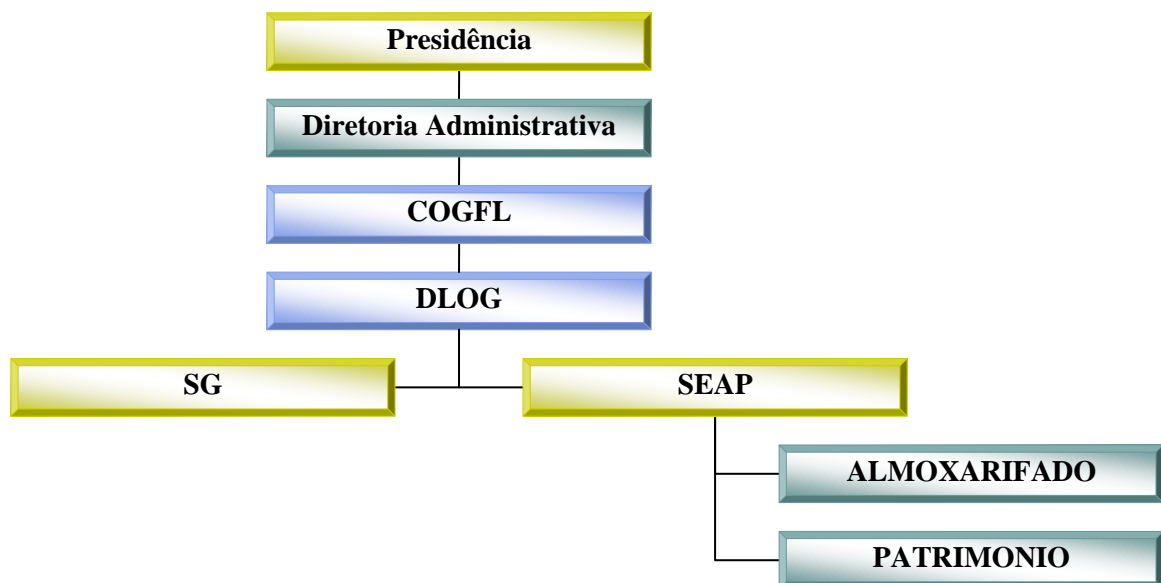 Presidência
Diretoria Administrativa
COGFL
DLOG
SG
SEAP
ALMOXARIFADO
PATRIMONIO